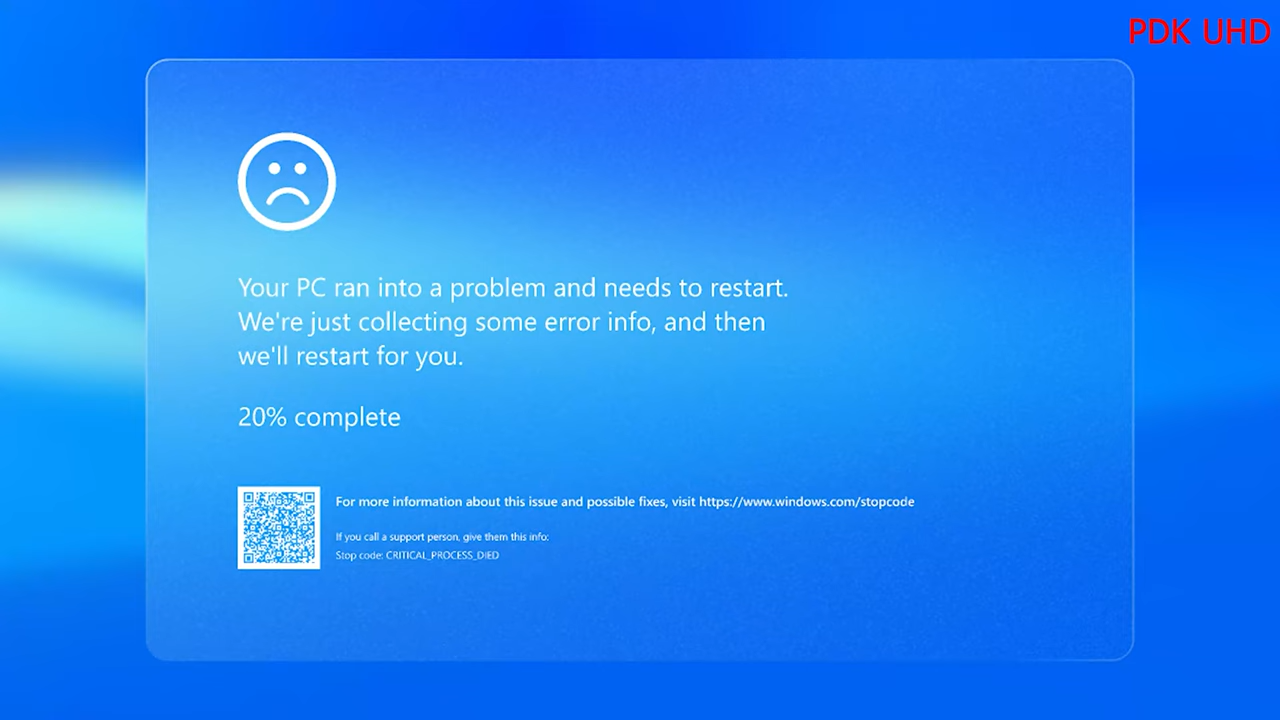 PDK UHD
Your PC ran into a problem and needs to restart.
We're just collecting some error info, and then
we'll restart for you.
20% complete
For more information about this issue and possible fixes, visit https://www.windows.com/stopcode
If you call a support person, give them this info:
Stop code: CRITICAL_PROCESS_DIED